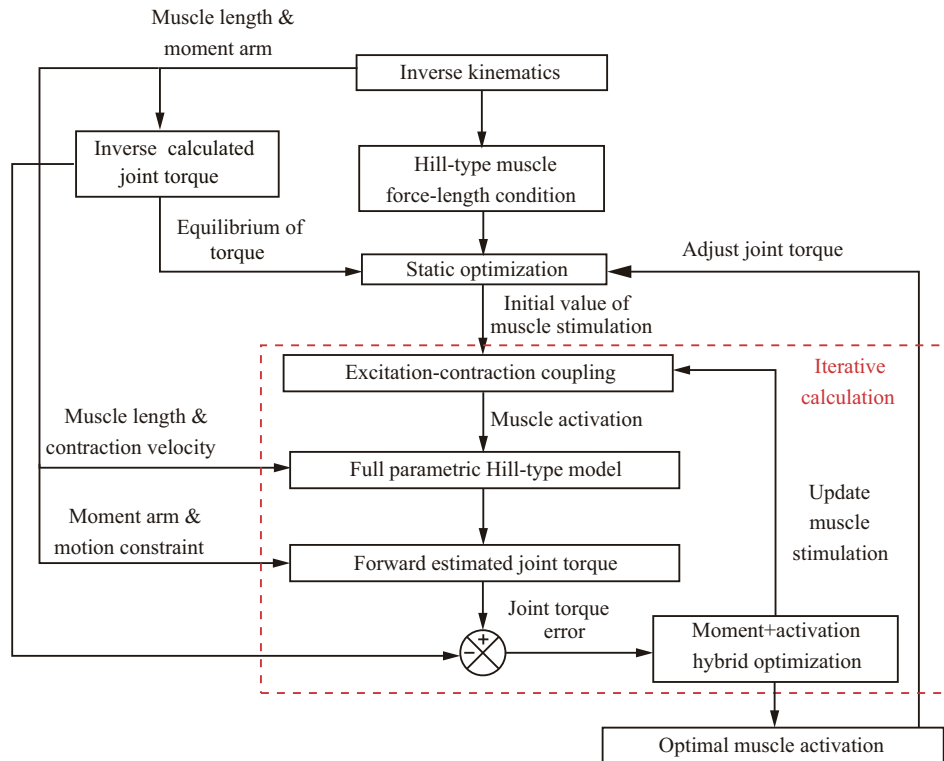 Muscle length &
moment arm
Inverse kinematics
Inverse calculated
joint torque
Hill-type muscle
force-length condition
Equilibrium of
torque
Static optimization
Adjust joint torque
Initial value of
muscle stimulation
Excitation-contraction coupling
Iterative
calculation
Muscle activation
Muscle length &
contraction velocity
Full parametric Hill-type model
Update
muscle
stimulation
Moment arm &
motion constraint
Forward estimated joint torque
Joint torque
error
+
−
Moment+activation
hybrid optimization
Optimal muscle activation